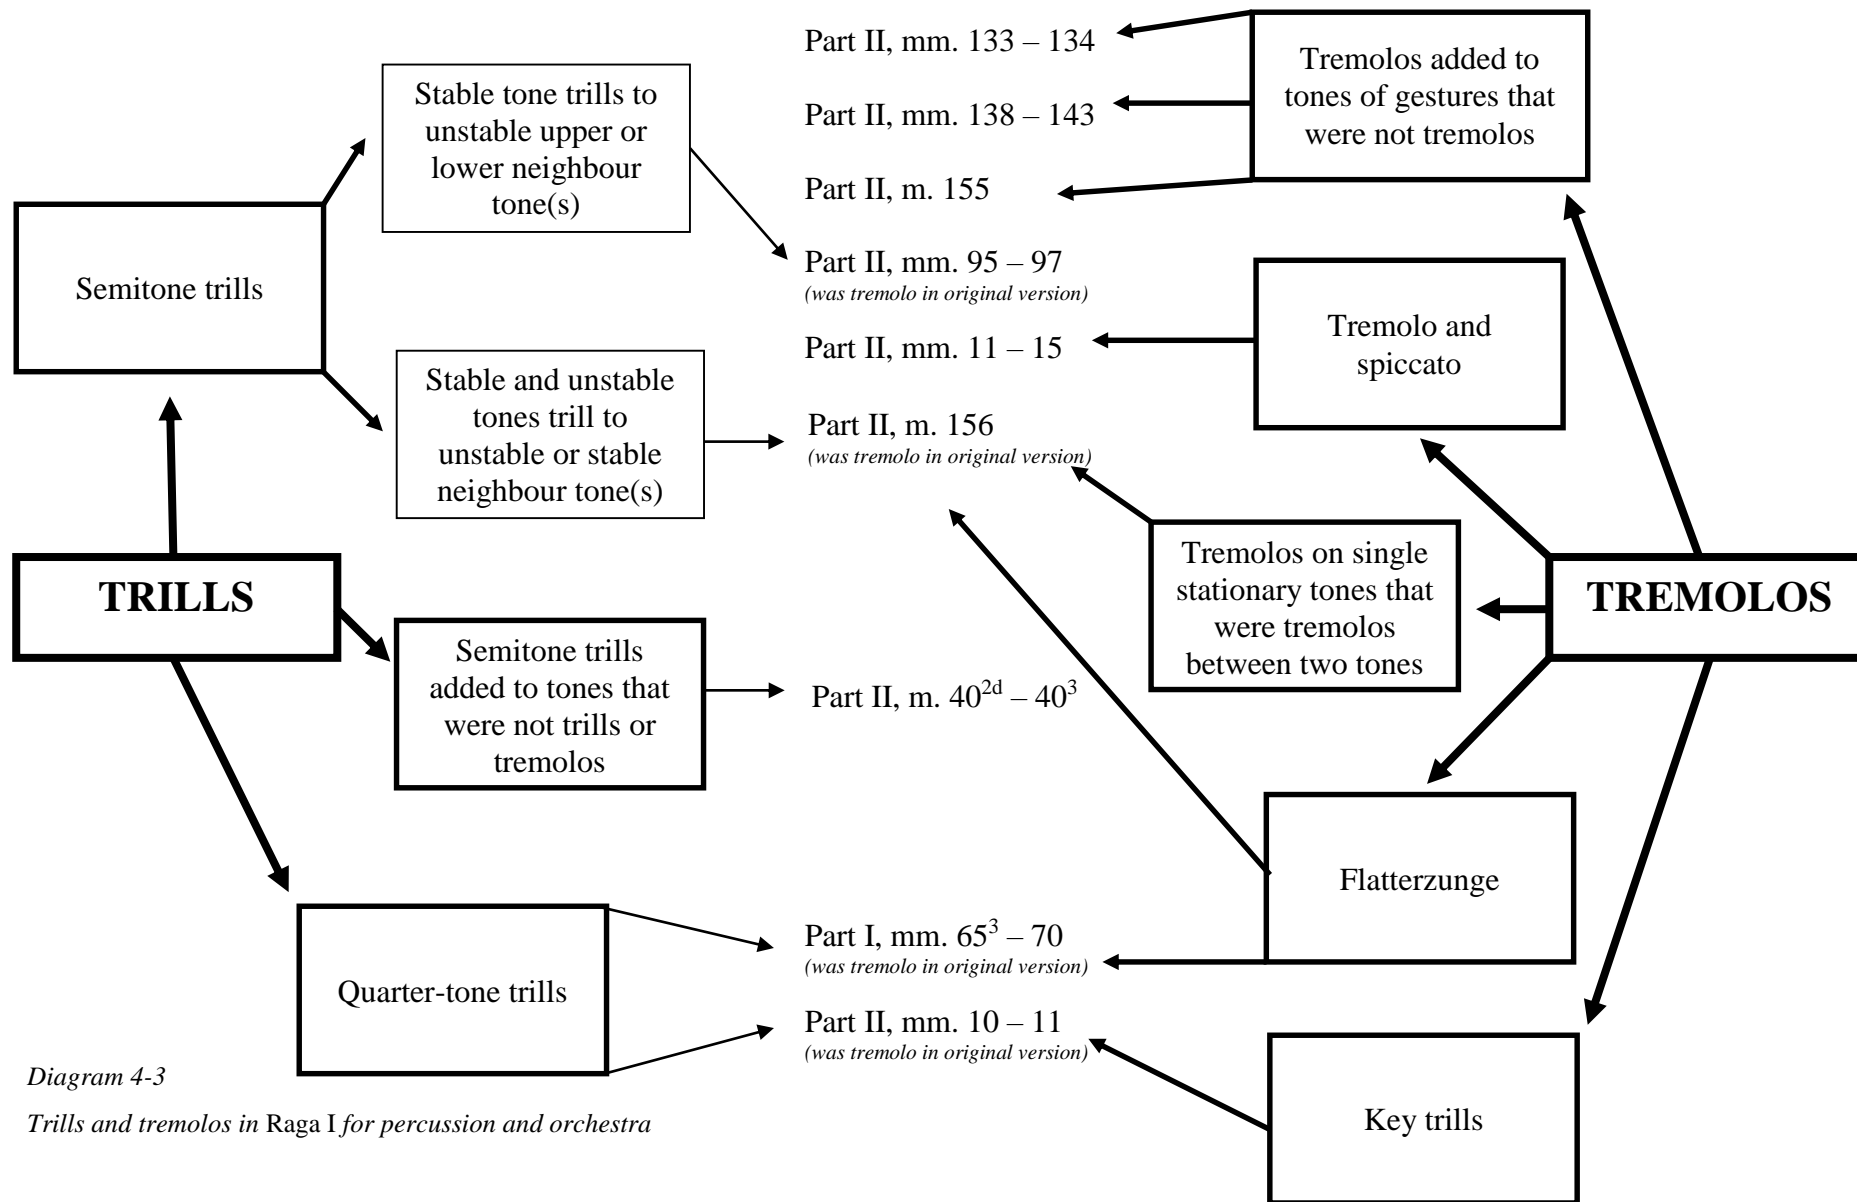 Part II, mm. 133 – 134
Part II, mm. 138 – 143
Part II, m. 155
Part II, mm. 95 – 97
(was tremolo in original version)
Part II, mm. 11 – 15
Part II, m. 156
(was tremolo in original version)
Part II, m. 40²ᵈ – 40³
Part I, mm. 65³ – 70
(was tremolo in original version)
Part II, mm. 10 – 11
(was tremolo in original version)
Stable tone trills to
unstable upper or
lower neighbour
tone(s)
Semitone trills
Stable and unstable
tones trill to
unstable or stable
neighbour tone(s)
TRILLS
Semitone trills
added to tones that
were not trills or
tremolos
Quarter-tone trills
Tremolos added to
tones of gestures that
were not tremolos
Tremolo and
spiccato
Tremolos on single
stationary tones that
were tremolos
between two tones
TREMOLOS
Flatterzunge
Key trills
Diagram 4-3
Trills and tremolos in Raga I for percussion and orchestra